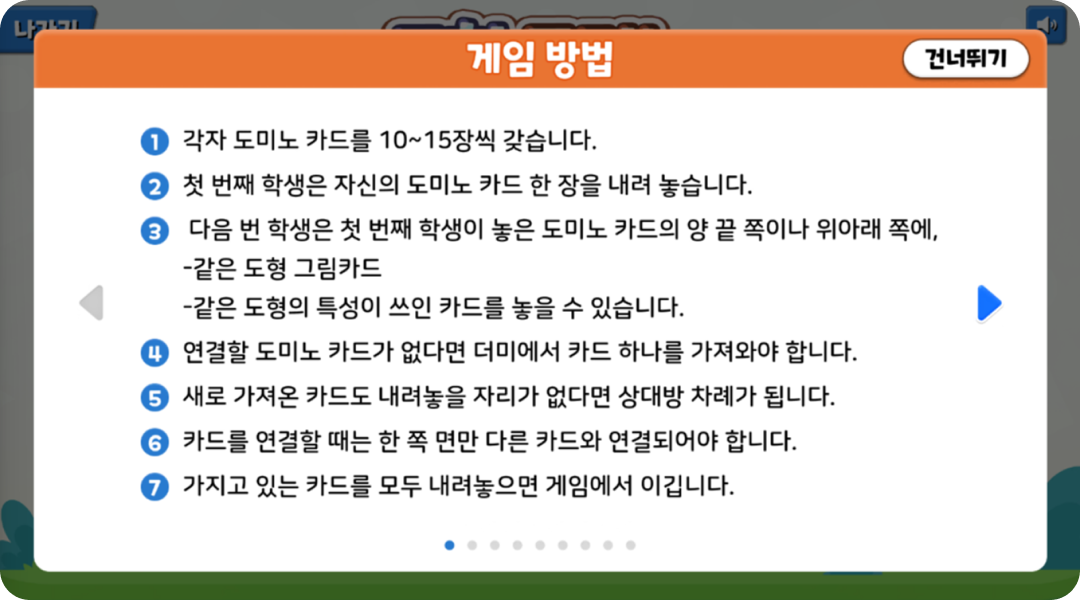 나가기
게임 방법
건너뛰기
1 각자 도미노 카드를 10~15장씩 갖습니다.
2 첫 번째 학생은 자신의 도미노 카드 한 장을 내려 놓습니다.
3 다음 번 학생은 첫 번째 학생이 놓은 도미노 카드의 양 끝 쪽이나 위아래 쪽에,
-같은 도형 그림카드
-같은 도형의 특성이 쓰인 카드를 놓을 수 있습니다.
4 연결할 도미노 카드가 없다면 더미에서 카드 하나를 가져와야 합니다.
5 새로 가져온 카드도 내려놓을 자리가 없다면 상대방 차례가 됩니다.
6 카드를 연결할 때는 한 쪽 면만 다른 카드와 연결되어야 합니다.
7 가지고 있는 카드를 모두 내려놓으면 게임에서 이깁니다.